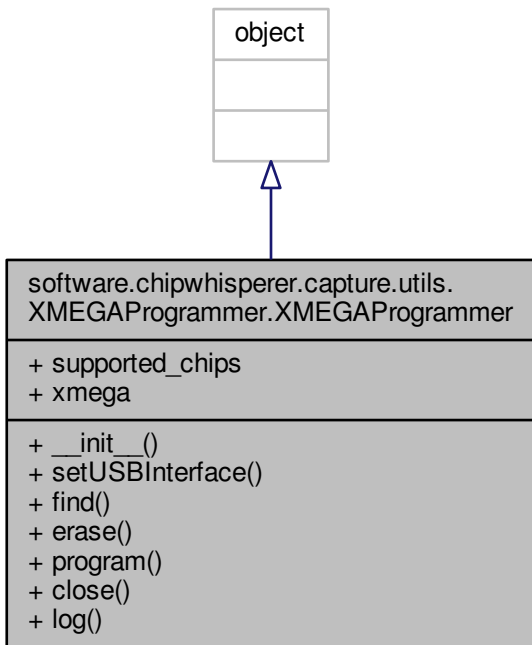 object
software.chipwhisperer.capture.utils.
XMEGAProgrammer.XMEGAProgrammer
+ supported_chips
+ xmega
+ __init__()
+ setUSBInterface()
+ find()
+ erase()
+ program()
+ close()
+ log()